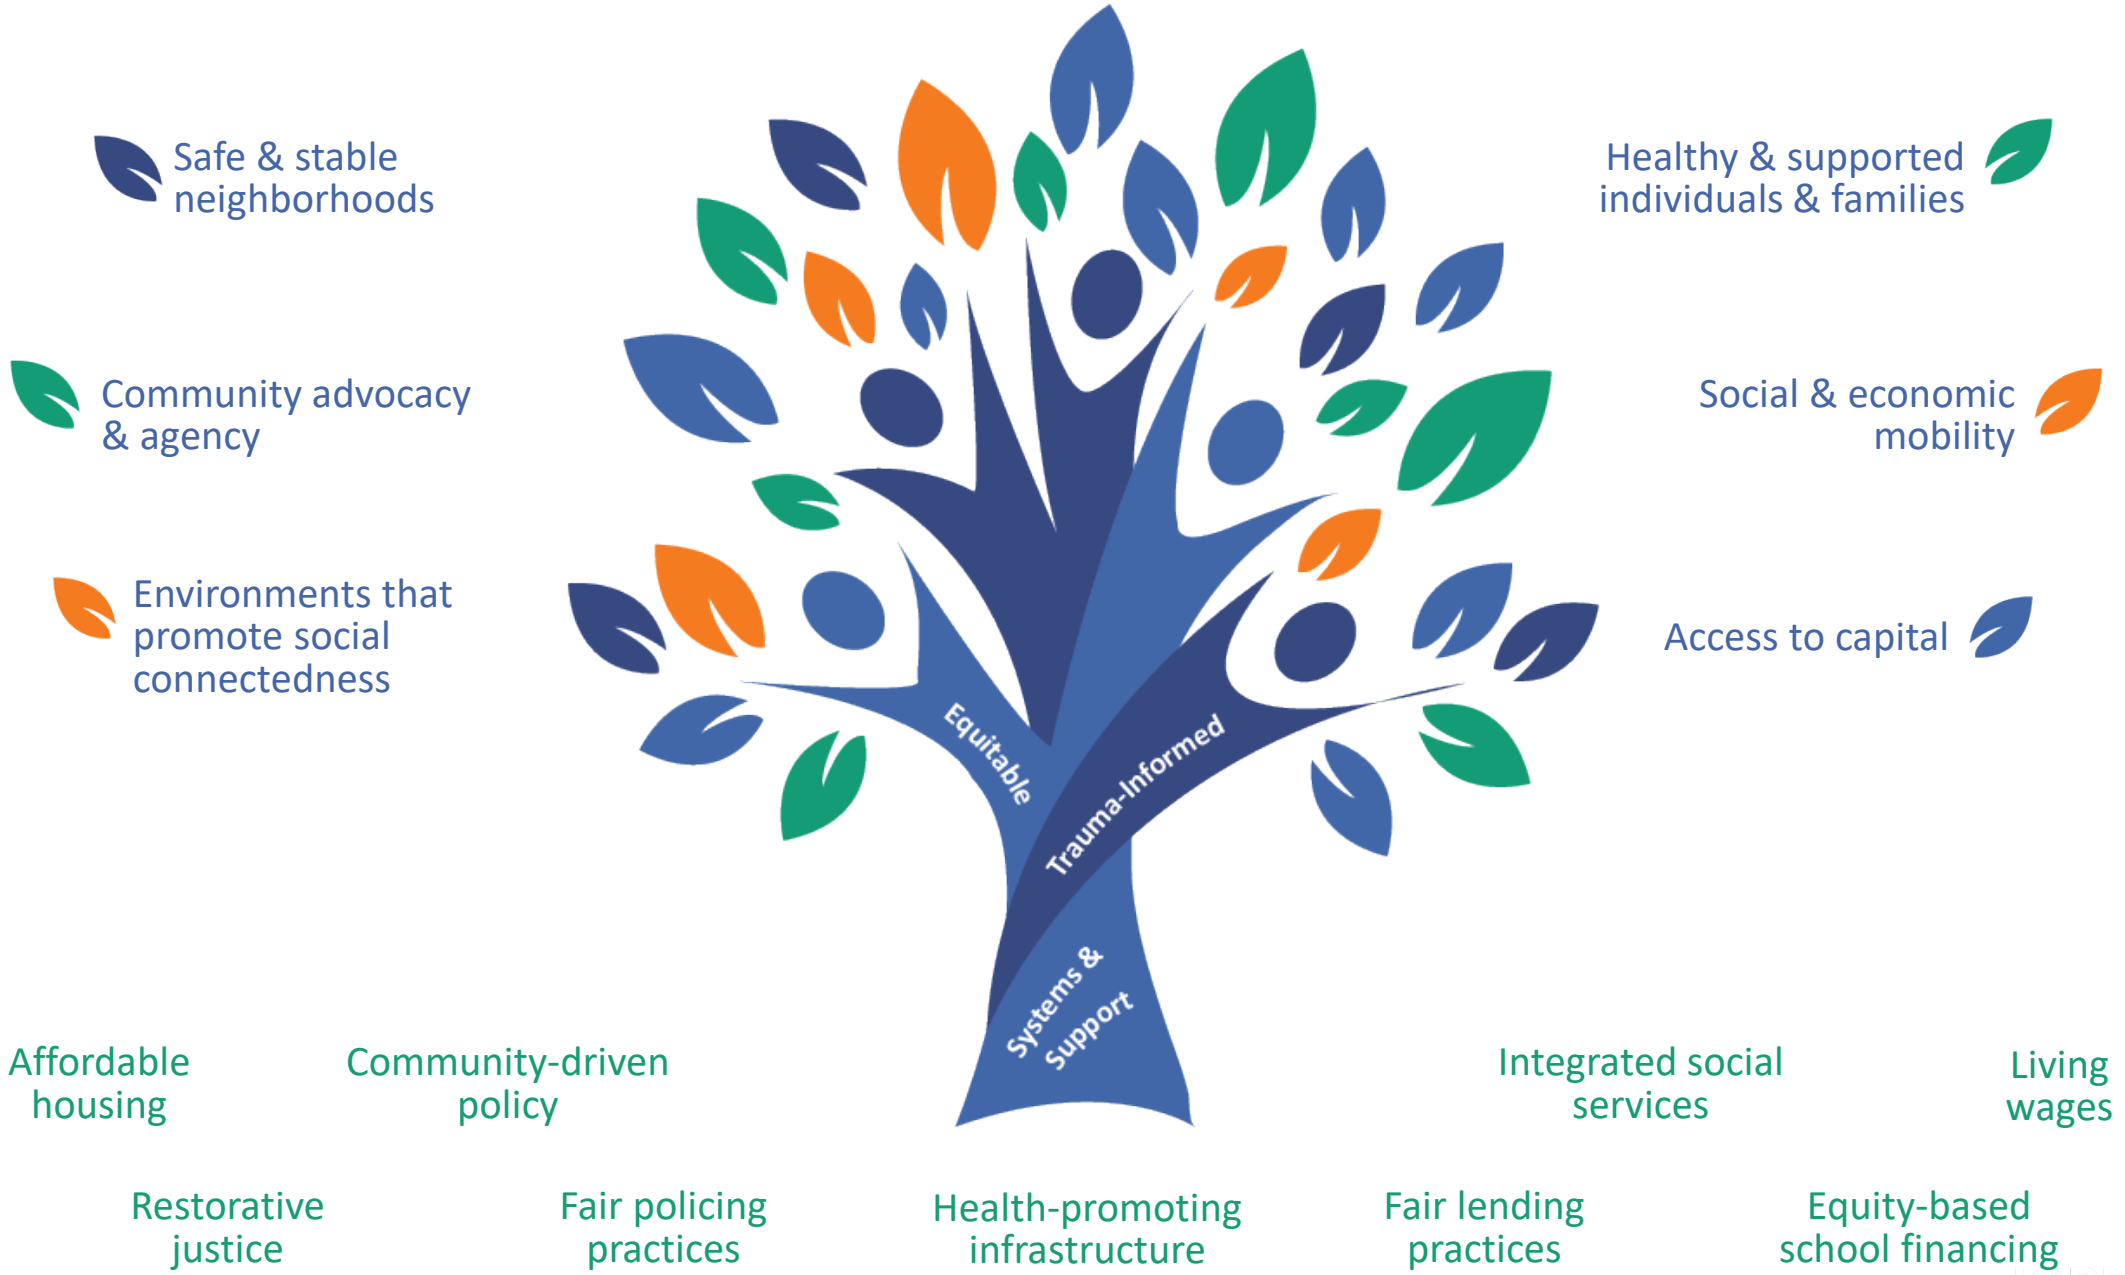 Safe & stable
neighborhoods
Healthy & supported
individuals & families
Community advocacy
& agency
Social & economic
mobility
Environments that
promote social
connectedness
Access to capital
Equitable
Trauma-Informed
Systems &
Support
Affordable
housing
Community-driven
policy
Integrated social
services
Living
wages
Restorative
justice
Fair policing
practices
Health-promoting
infrastructure
Fair lending
practices
Equity-based
school financing